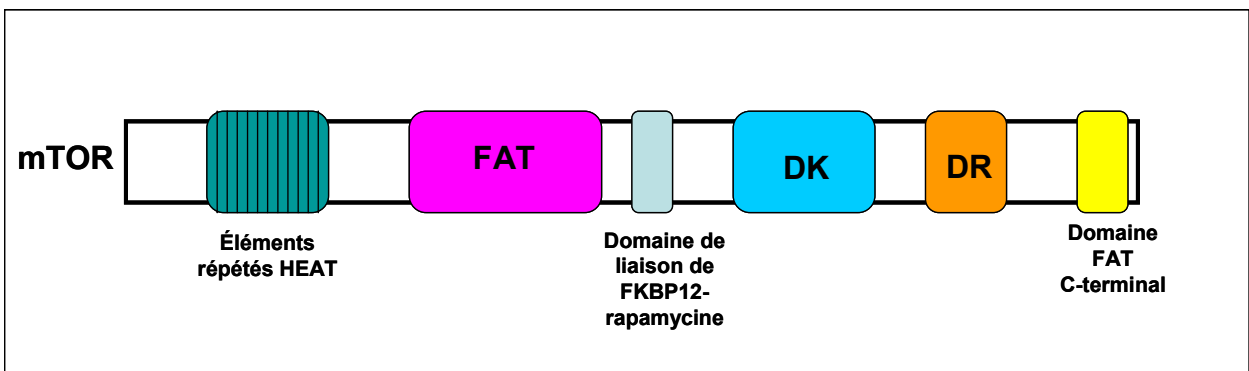 mTOR
FAT
DK
DR
Éléments
répétés HEAT
Domaine de
liaison de
FKBP12-
rapamycine
Domaine
FAT
C-terminal